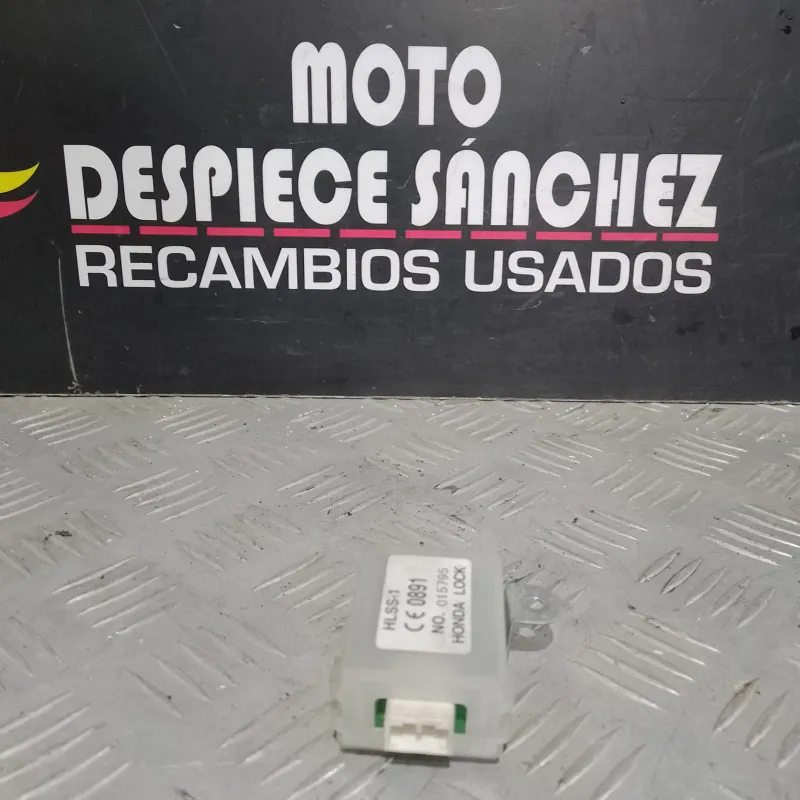 MOTO
DESPIECE SÁNCHEZ
RECAMBIOS USADOS
HLSS-1
CE 0891
NO. 015795
HONDA LOCK